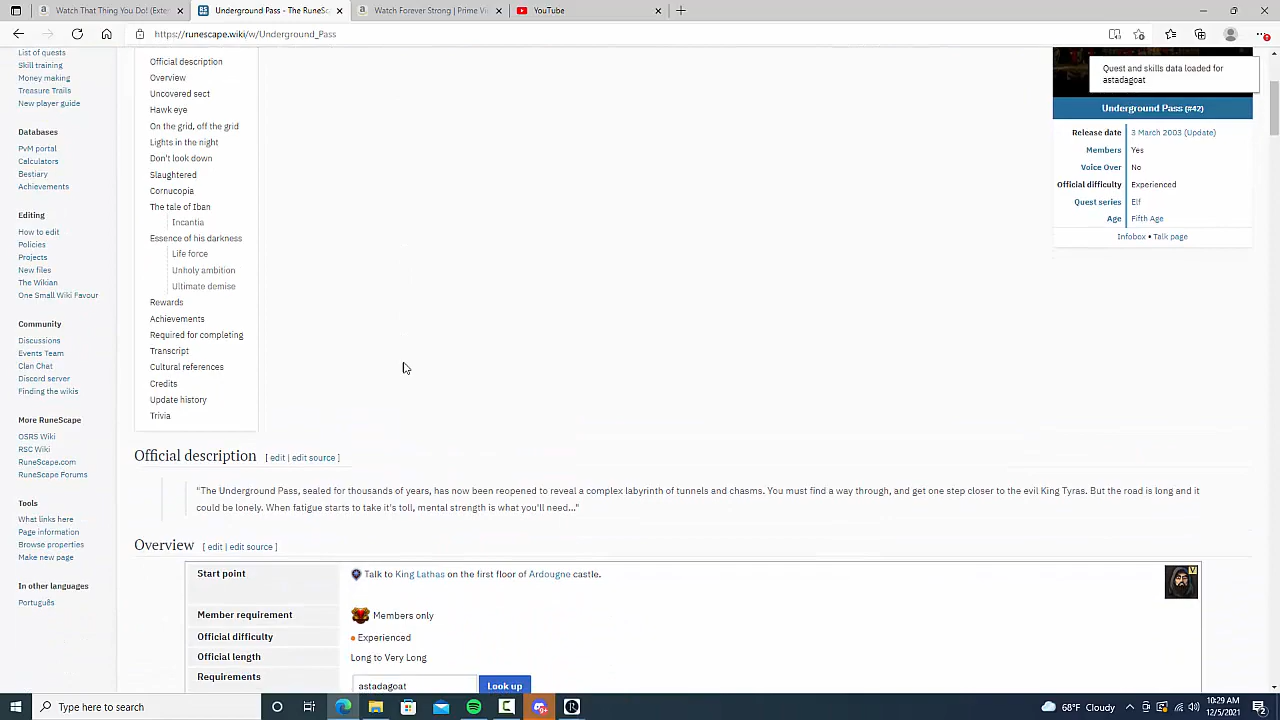 Watch That Thing You Do! (Exter
Underground Pass - The RuneSca
Watch Forever Strong | Prime Vi
YouTube
https://runescape.wiki/w/Underground_Pass
List of quests
Skill training
Money making
Treasure Trails
New player guide
Databases
PvM portal
Calculators
Bestiary
Achievements
Editing
How to edit
Policies
Projects
New files
The Wikian
One Small Wiki Favour
Community
Discussions
Events Team
Clan Chat
Discord server
Finding the wikis
More RuneScape
OSRS Wiki
RSC Wiki
RuneScape.com
RuneScape Forums
Tools
What links here
Page information
Browse properties
Make new page
In other languages
Português
Official description
Overview
Uncovered sect
Hawk eye
On the grid, off the grid
Lights in the night
Don't look down
Slaughtered
Cornucopia
The tale of Iban
Incantia
Essence of his darkness
Life force
Unholy ambition
Ultimate demise
Rewards
Achievements
Required for completing
Transcript
Cultural references
Credits
Update history
Trivia
Quest and skills data loaded for
astadagoat
Underground Pass (#42)
Release date 3 March 2003 (Update)
Members Yes
Voice Over No
Official difficulty Experienced
Quest series Elf
Age Fifth Age
Infobox • Talk page
Official description [ edit | edit source ]
"The Underground Pass, sealed for thousands of years, has now been reopened to reveal a complex labyrinth of tunnels and chasms. You must find a way through, and get one step closer to the evil King Tyras. But the road is long and it
could be lonely. When fatigue starts to take it's toll, mental strength is what you'll need..."
Overview [ edit | edit source ]
Start point Talk to King Lathas on the first floor of Ardougne castle.
Member requirement Members only
Official difficulty Experienced
Official length Long to Very Long
Requirements
astadagoat Look up
Type here to search
68°F Cloudy
10:29 AM
12/5/2021